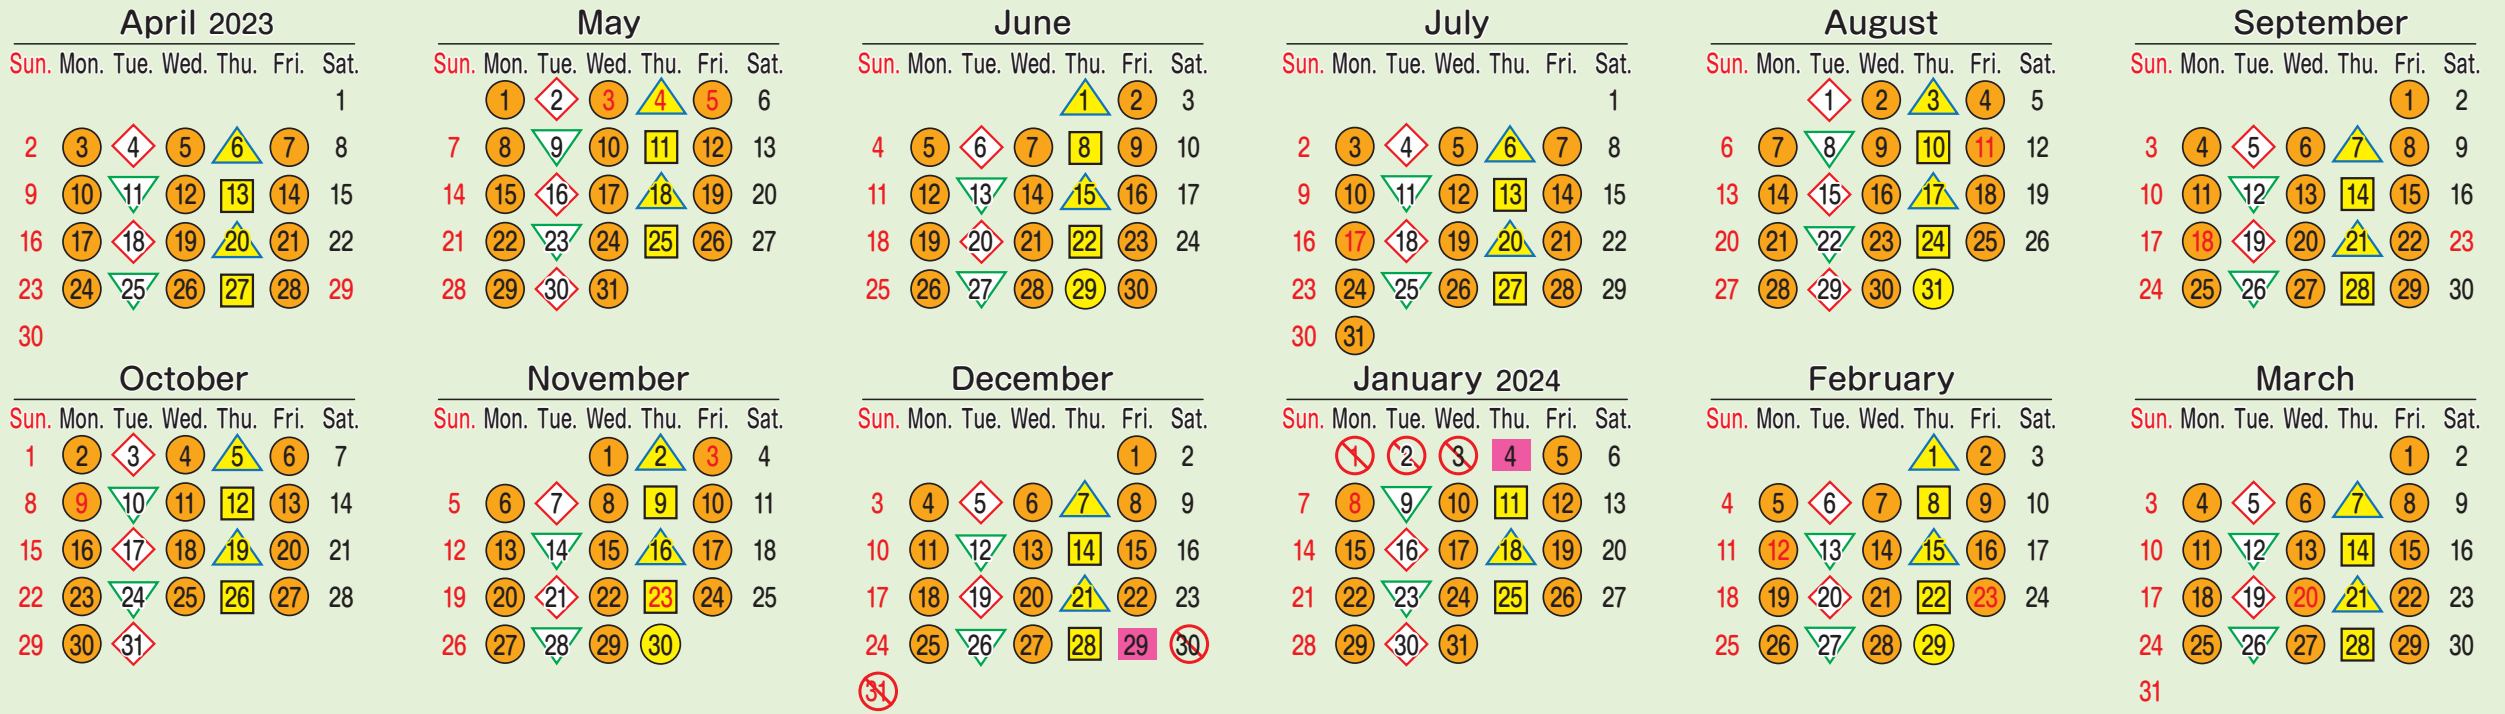 April 2023 May June July August September
Sun. Mon. Tue. Wed. Thu. Fri. Sat. Sun. Mon. Tue. Wed. Thu. Fri. Sat. Sun. Mon. Tue. Wed. Thu. Fri. Sat. Sun. Mon. Tue. Wed. Thu. Fri. Sat. Sun. Mon. Tue. Wed. Thu. Fri. Sat. Sun. Mon. Tue. Wed. Thu. Fri. Sat.
1 1 2 3 4 5 6 1 2 3 1 1 2 3 4 5 1 2
2 3 4 5 6 7 8 7 8 9 10 11 12 13 4 5 6 7 8 9 10 2 3 4 5 6 7 8 6 7 8 9 10 11 12 3 4 5 6 7 8 9
9 10 11 12 13 14 15 14 15 16 17 18 19 20 11 12 13 14 15 16 17 9 10 11 12 13 14 15 13 14 15 16 17 18 19 10 11 12 13 14 15 16
16 17 18 19 20 21 22 21 22 23 24 25 26 27 18 19 20 21 22 23 24 16 17 18 19 20 21 22 20 21 22 23 24 25 26 17 18 19 20 21 22 23
23 24 25 26 27 28 29 28 29 30 31 25 26 27 28 29 30 23 24 25 26 27 28 29 27 28 29 30 31 24 25 26 27 28 29 30
30 30 31
October November December January 2024 February March
Sun. Mon. Tue. Wed. Thu. Fri. Sat. Sun. Mon. Tue. Wed. Thu. Fri. Sat. Sun. Mon. Tue. Wed. Thu. Fri. Sat. Sun. Mon. Tue. Wed. Thu. Fri. Sat. Sun. Mon. Tue. Wed. Thu. Fri. Sat. Sun. Mon. Tue. Wed. Thu. Fri. Sat.
1 2 3 4 5 6 7 1 2 3 4 1 2 1 2 3 4 5 6 1 2 3 1 2
8 9 10 11 12 13 14 5 6 7 8 9 10 11 3 4 5 6 7 8 9 7 8 9 10 11 12 13 4 5 6 7 8 9 10 3 4 5 6 7 8 9
15 16 17 18 19 20 21 12 13 14 15 16 17 18 10 11 12 13 14 15 16 14 15 16 17 18 19 20 11 12 13 14 15 16 17 10 11 12 13 14 15 16
22 23 24 25 26 27 28 19 20 21 22 23 24 25 17 18 19 20 21 22 23 21 22 23 24 25 26 27 18 19 20 21 22 23 24 17 18 19 20 21 22 23
29 30 31 26 27 28 29 30 24 25 26 27 28 29 30 28 29 30 31 25 26 27 28 29 24 25 26 27 28 29 30
31 31